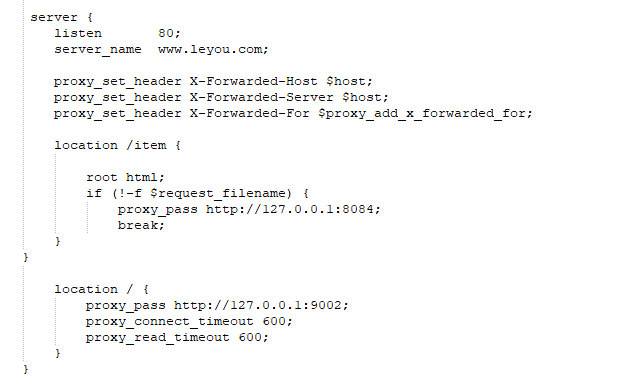 server {
listen 80;
server_name www.leyou.com;
proxy_set_header X-Forwarded-Host $host;
proxy_set_header X-Forwarded-Server $host;
proxy_set_header X-Forwarded-For $proxy_add_x_forwarded_for;
location /item {
root html;
if (!-f $request_filename) {
proxy_pass http://127.0.0.1:8084;
break;
}
}
location / {
proxy_pass http://127.0.0.1:9002;
proxy_connect_timeout 600;
proxy_read_timeout 600;
}
}